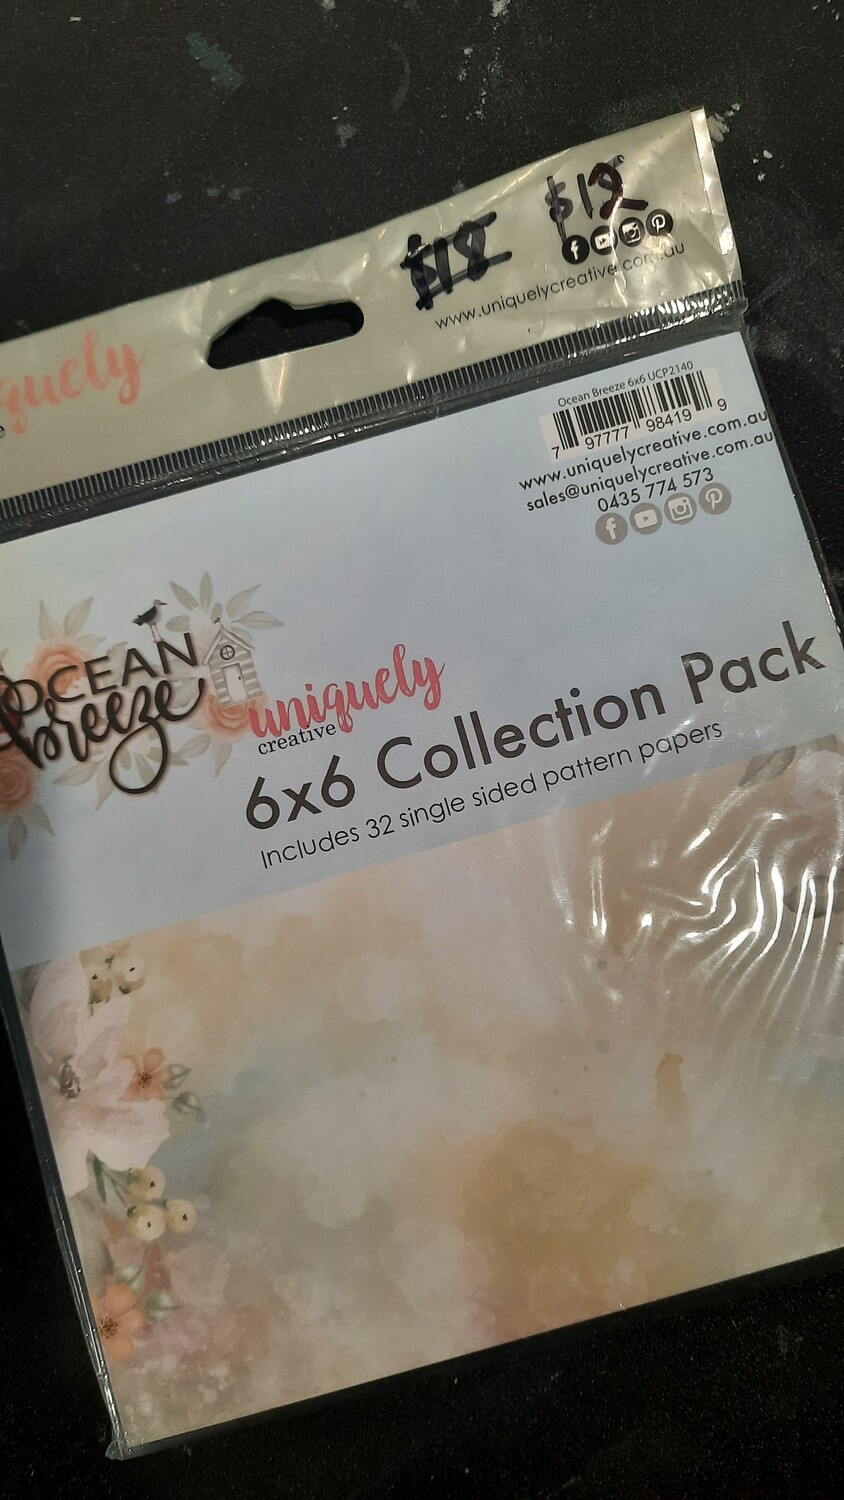 $18 $12
quely
www.uniquelycreative.com.au
Ocean Breeze 6x6 UCP2140
7 97777 98419 9
www.uniquelycreative.com.au
sales@uniquelycreative.com.au
0435 774 573
OCEAN
breeze
uniquely
creative
6x6 Collection Pack
Includes 32 single sided pattern papers